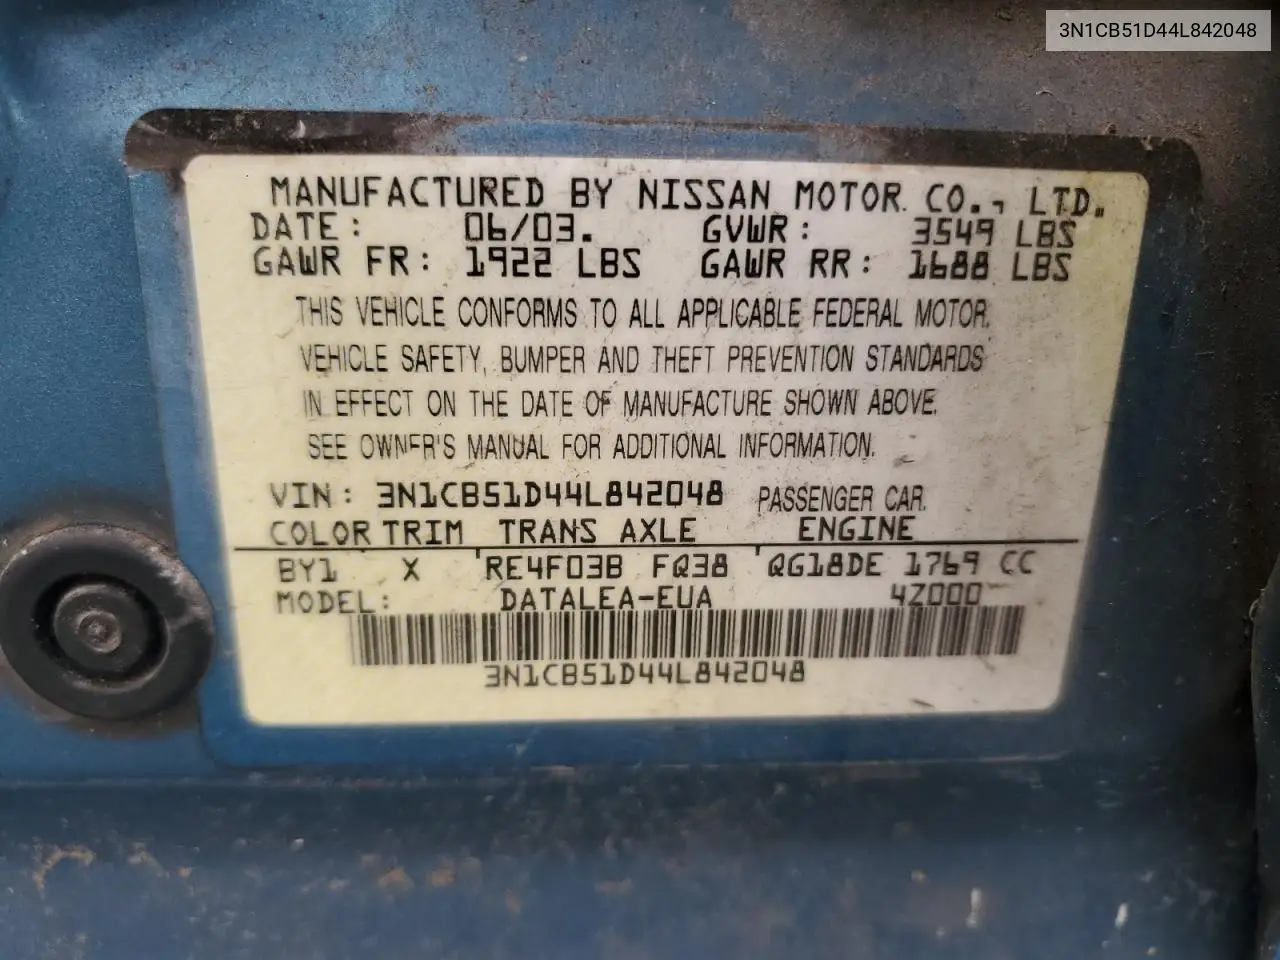 3N1CB51D44L842048
MANUFACTURED BY NISSAN MOTOR CO., LTD.
DATE: 06/03. GVWR: 3549 LBS
GAWR FR: 1922 LBS GAWR RR: 1688 LBS
THIS VEHICLE CONFORMS TO ALL APPLICABLE FEDERAL MOTOR
VEHICLE SAFETY, BUMPER AND THEFT PREVENTION STANDARDS
IN EFFECT ON THE DATE OF MANUFACTURE SHOWN ABOVE.
SEE OWNER'S MANUAL FOR ADDITIONAL INFORMATION.
VIN: 3N1CB51D44L842048 PASSENGER CAR
COLOR TRIM TRANS AXLE ENGINE
BY1 X RE4F03B FQ38 QG18DE 1769 CC
MODEL: DATALEA-EUA 4Z000
3N1CB51D44L842048